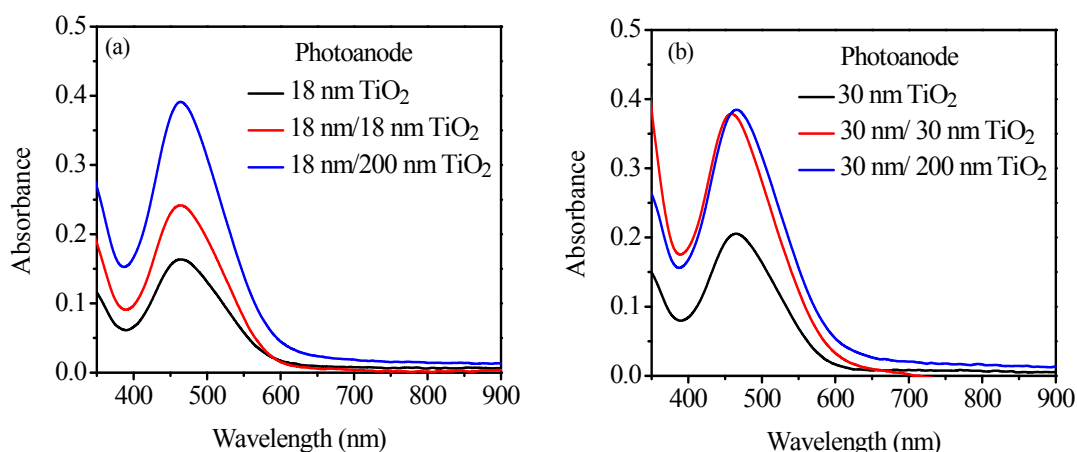 (a)
Photoanode
18 nm TiO₂
18 nm/18 nm TiO₂
18 nm/200 nm TiO₂
0.5
0.4
0.3
0.2
0.1
0.0
Absorbance
400 500 600 700 800 900
Wavelength (nm)
(b)
Photoanode
30 nm TiO₂
30 nm/ 30 nm TiO₂
30 nm/ 200 nm TiO₂
0.5
0.4
0.3
0.2
0.1
0.0
Absorbance
400 500 600 700 800 900
Wavelength (nm)